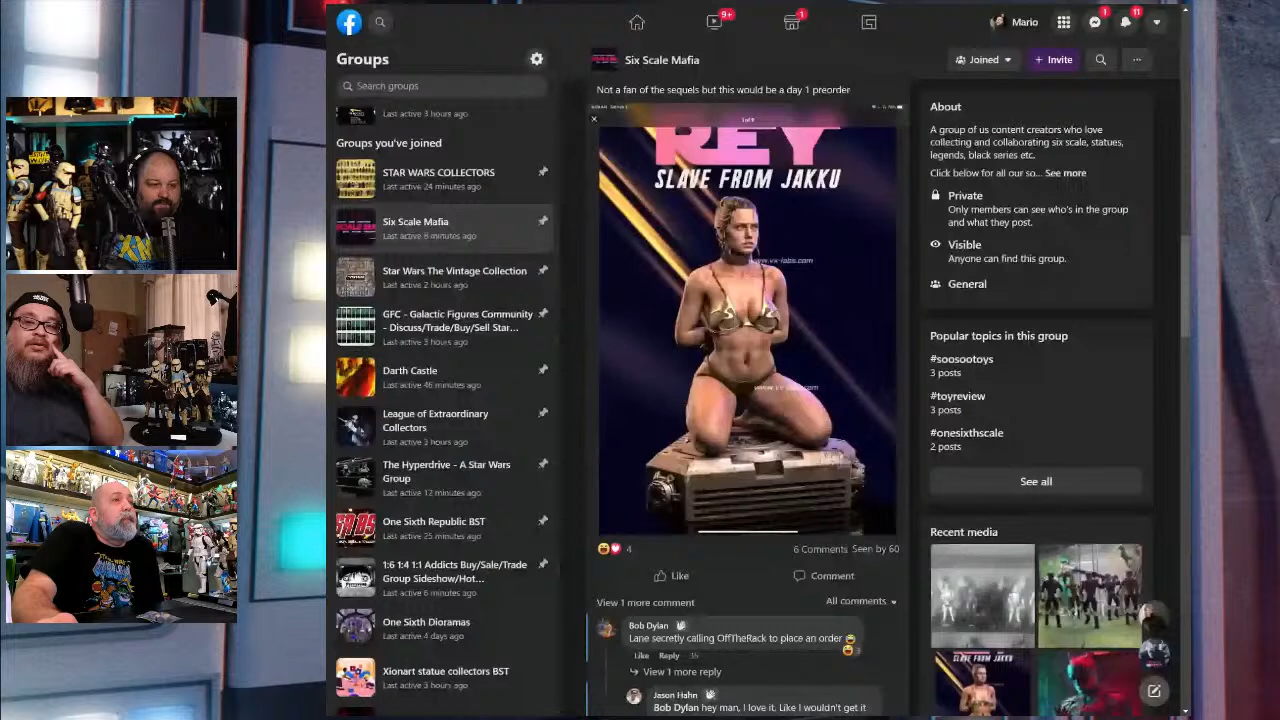 Mario
9+
1
1
11
Groups
Search groups
Last active 3 hours ago
Groups you've joined
STAR WARS COLLECTORS
Last active 24 minutes ago
Six Scale Mafia
Last active 8 minutes ago
Star Wars The Vintage Collection
Last active 2 hours ago
GFC - Galactic Figures Community
- Discuss/Trade/Buy/Sell Star...
Last active 3 hours ago
Darth Castle
Last active 46 minutes ago
League of Extraordinary
Collectors
Last active 3 hours ago
The Hyperdrive - A Star Wars
Group
Last active 12 minutes ago
One Sixth Republic BST
Last active 25 minutes ago
1:6 1:4 1:1 Addicts Buy/Sale/Trade
Group Sideshow/Hot...
Last active 6 minutes ago
One Sixth Dioramas
Last active 4 days ago
Xionart statue collectors BST
Last active 3 hours ago
Six Scale Mafia
Joined
+ Invite
Not a fan of the sequels but this would be a day 1 preorder
REY
SLAVE FROM JAKKU
www.vx-labs.com
4
6 Comments Seen by 60
Like
Comment
View 1 more comment
All comments
Bob Dylan
Lane secretly calling OffTheRack to place an order
Like Reply
View 1 more reply
Jason Hahn
Bob Dylan hey man, I love it. Like I wouldn't get it
About
A group of us content creators who love
collecting and collaborating six scale, statues,
legends, black series etc.
Click below for all our so... See more
Private
Only members can see who's in the group
and what they post.
Visible
Anyone can find this group.
General
Popular topics in this group
#soosootoys
3 posts
#toyreview
3 posts
#onesixthscale
2 posts
See all
Recent media
SLAVE FROM JAKKU